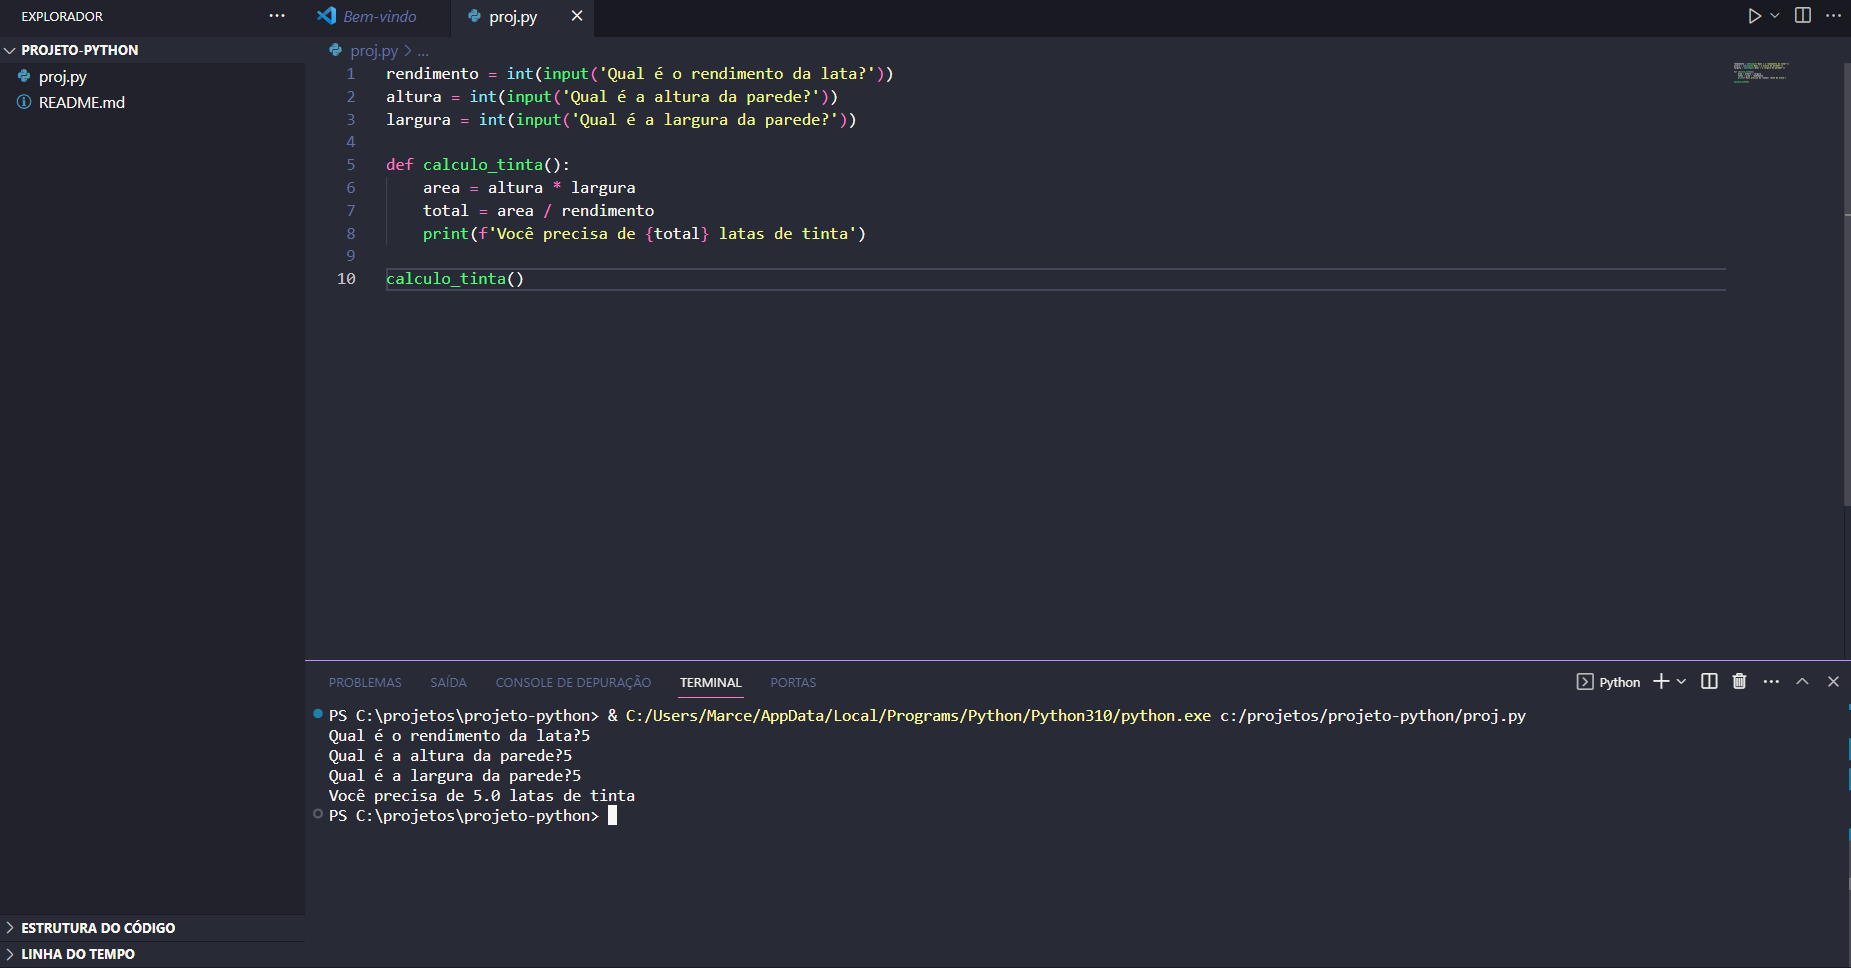 EXPLORADOR ...
PROJETO-PYTHON
proj.py
README.md
Bem-vindo proj.py
proj.py > ...
1 rendimento = int(input('Qual é o rendimento da lata?'))
2 altura = int(input('Qual é a altura da parede?'))
3 largura = int(input('Qual é a largura da parede?'))
4
5 def calculo_tinta():
6     area = altura * largura
7     total = area / rendimento
8     print(f'Você precisa de {total} latas de tinta')
9
10 calculo_tinta()
PROBLEMAS SAÍDA CONSOLE DE DEPURAÇÃO TERMINAL PORTAS Python
PS C:\projetos\projeto-python> & C:/Users/Marce/AppData/Local/Programs/Python/Python310/python.exe c:/projetos/projeto-python/proj.py
Qual é o rendimento da lata?5
Qual é a altura da parede?5
Qual é a largura da parede?5
Você precisa de 5.0 latas de tinta
PS C:\projetos\projeto-python>
ESTRUTURA DO CÓDIGO
LINHA DO TEMPO